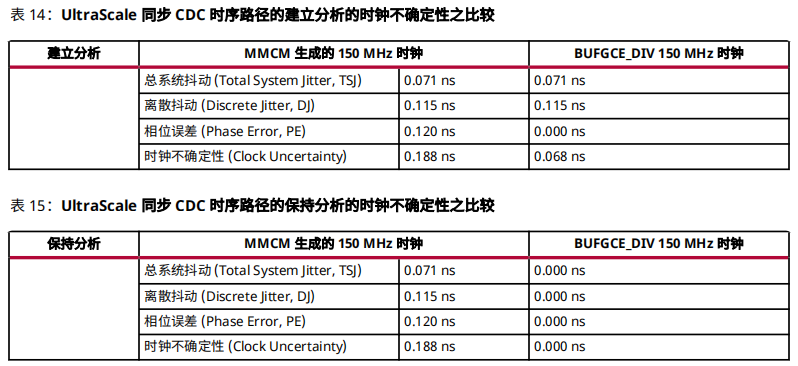 表 14：UltraScale 同步 CDC 时序路径的建立分析的时钟不确定性之比较
建立分析 MMCM 生成的 150 MHz 时钟 BUFGCE_DIV 150 MHz 时钟
总系统抖动 (Total System Jitter, TSJ) 0.071 ns 0.071 ns
离散抖动 (Discrete Jitter, DJ) 0.115 ns 0.115 ns
相位误差 (Phase Error, PE) 0.120 ns 0.000 ns
时钟不确定性 (Clock Uncertainty) 0.188 ns 0.068 ns
表 15：UltraScale 同步 CDC 时序路径的保持分析的时钟不确定性之比较
保持分析 MMCM 生成的 150 MHz 时钟 BUFGCE_DIV 150 MHz 时钟
总系统抖动 (Total System Jitter, TSJ) 0.071 ns 0.000 ns
离散抖动 (Discrete Jitter, DJ) 0.115 ns 0.000 ns
相位误差 (Phase Error, PE) 0.120 ns 0.000 ns
时钟不确定性 (Clock Uncertainty) 0.188 ns 0.000 ns